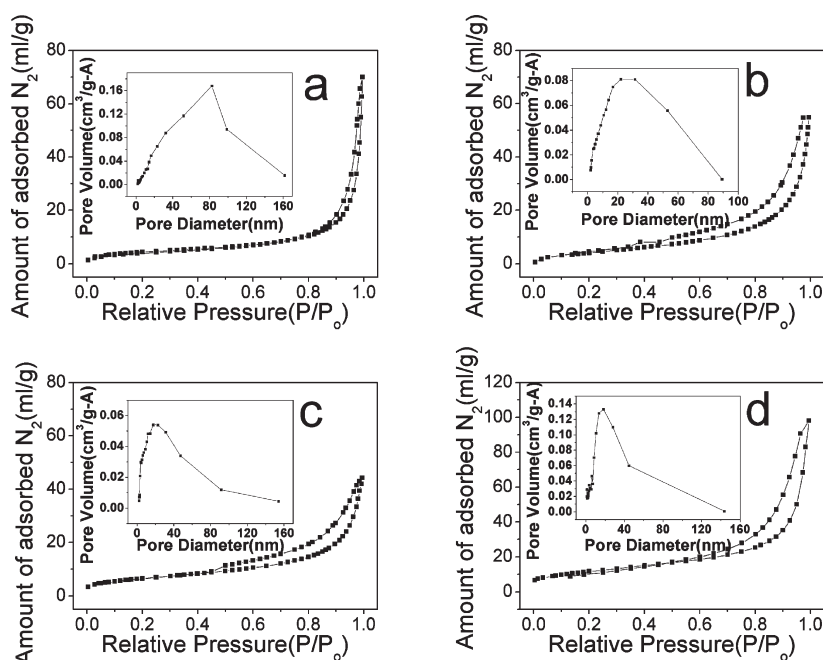 a
Amount of adsorbed N2(ml/g)
80
60
40
20
0
0.0 0.2 0.4 0.6 0.8 1.0
Relative Pressure(P/Po)
Pore Volume(cm3/g-A)
0.20
0.16
0.12
0.08
0.04
0.00
0 40 80 120 160
Pore Diameter(nm)
b
Amount of adsorbed N2(ml/g)
80
60
40
20
0
0.0 0.2 0.4 0.6 0.8 1.0
Relative Pressure(P/Po)
Pore Volume(cm3/g-A)
0.08
0.06
0.04
0.02
0.00
0 20 40 60 80 100
Pore Diameter(nm)
c
Amount of adsorbed N2(ml/g)
80
60
40
20
0
0.0 0.2 0.4 0.6 0.8 1.0
Relative Pressure(P/Po)
Pore Volume(cm3/g-A)
0.06
0.04
0.02
0.00
0 40 80 120 160
Pore Diameter(nm)
d
Amount of adsorbed N2(ml/g)
120
100
80
60
40
20
0
0.0 0.2 0.4 0.6 0.8 1.0
Relative Pressure(P/Po)
Pore Volume(cm3/g-A)
0.14
0.12
0.10
0.08
0.06
0.04
0.02
0.00
0 40 80 120 160
Pore Diameter(nm)